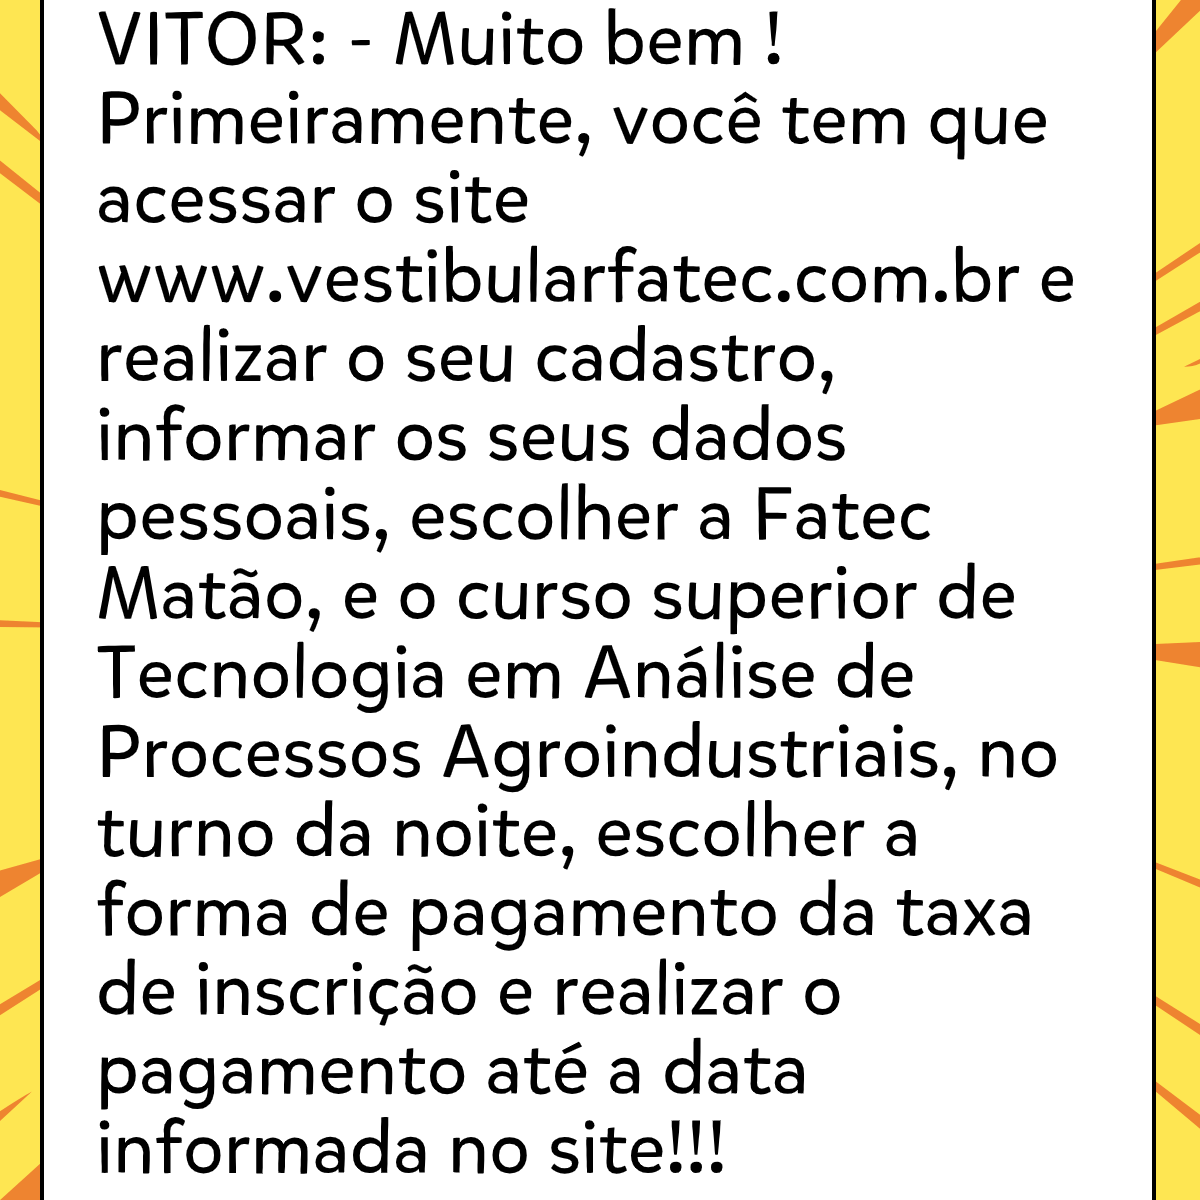 VITOR: - Muito bem !
Primeiramente, você tem que
acessar o site
www.vestibularfatec.com.br e
realizar o seu cadastro,
informar os seus dados
pessoais, escolher a Fatec
Matão, e o curso superior de
Tecnologia em Análise de
Processos Agroindustriais, no
turno da noite, escolher a
forma de pagamento da taxa
de inscrição e realizar o
pagamento até a data
informada no site!!!